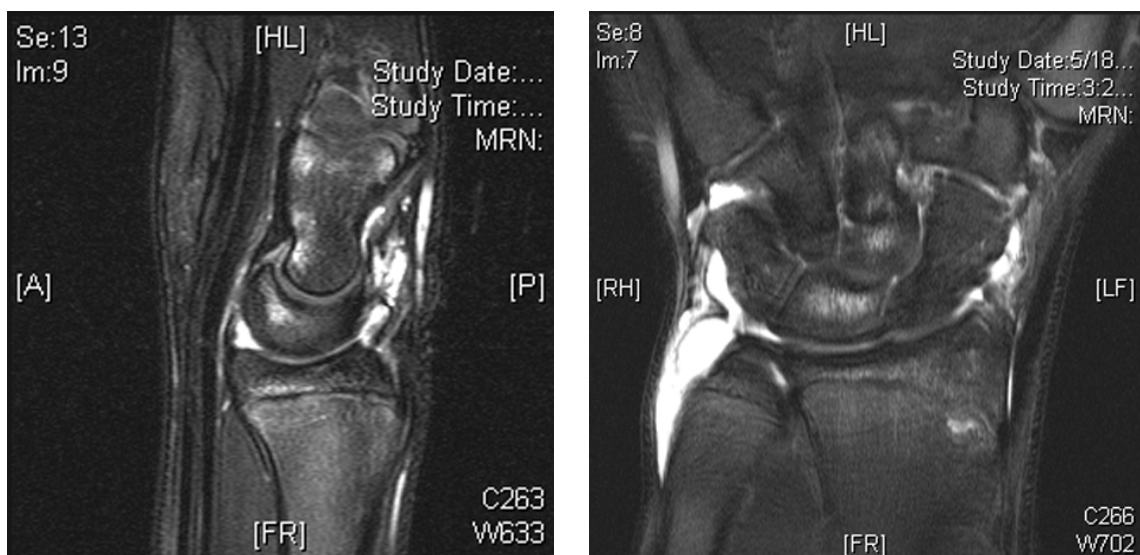 Se:13
Im:9
[HL]
Study Date:...
Study Time:...
MRN:
[A]
[P]
C263
W633
[FR]
Se:8
Im:7
[HL]
Study Date:5/18...
Study Time:3:2...
MRN:
[RH]
[LF]
C266
W702
[FR]